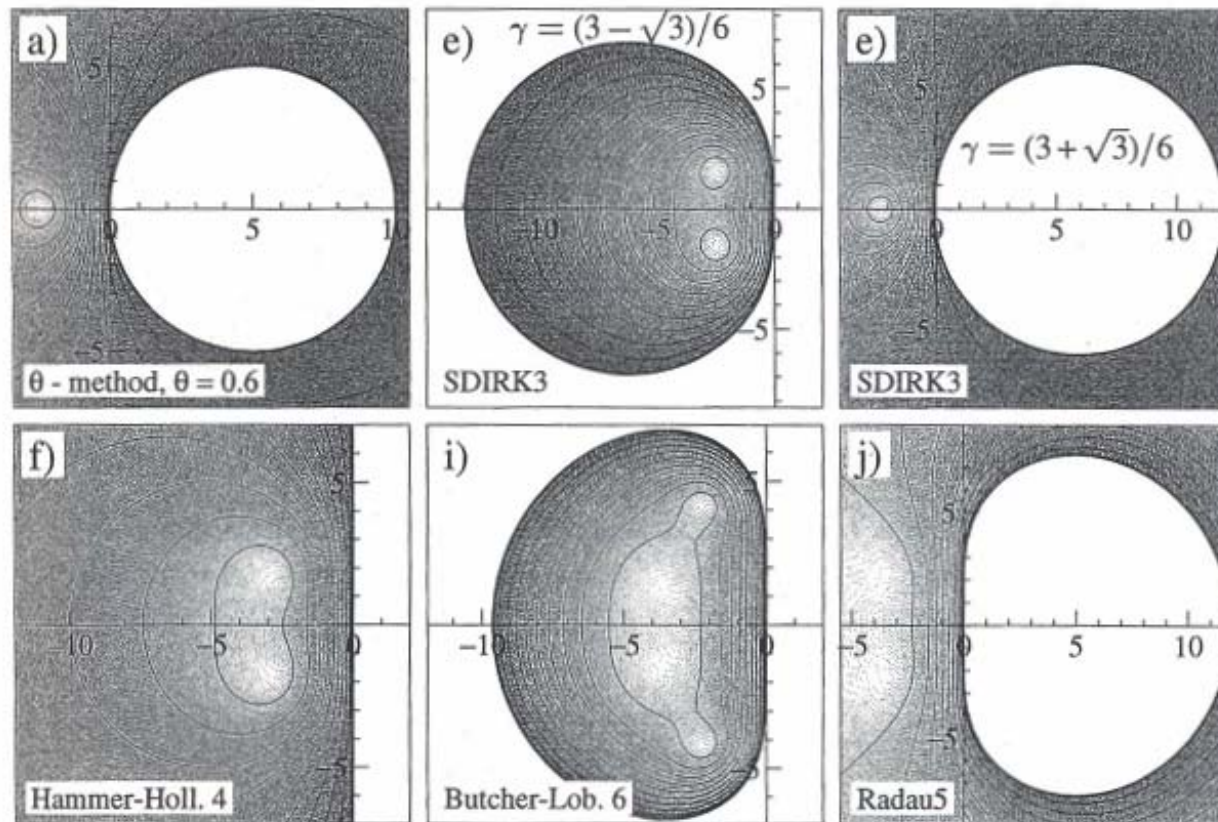 a)
5
0
5
10
-5
θ - method, θ = 0.6
e)
γ = (3 − √3)/6
5
-10
-5
0
-5
SDIRK3
e)
5
γ = (3 + √3)/6
0
5
10
-5
SDIRK3
f)
5
-10
-5
0
-5
Hammer-Holl. 4
i)
5
-10
-5
0
-5
Butcher-Lob. 6
j)
5
-5
0
5
10
-5
Radau5